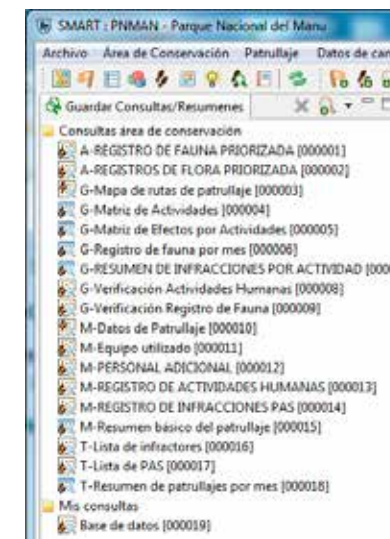 SMART : PNMAN - Parque Nacional del Manu
Archivo Area de Conservación Patrullaje Datos de
Guardar Consultas/Resumenes
Consultas área de conservación
A-REGISTRO DE FAUNA PRIORIZADA [000001]
A-REGISTROS DE FLORA PRIORIZADA [000002]
G-Mapa de rutas de patrullaje [000003]
G-Matriz de Actividades [000004]
G-Matriz de Efectos por Actividades [000005]
G-Registro de fauna por mes [000006]
G-RESUMEN DE INFRACCIONES POR ACTIVIDAD
G-Verificación Actividades Humanas [000008]
G-Verificación Registro de Fauna [000009]
M-Datos de Patrullaje [000010]
M-Equipo utilizado [000011]
M-PERSONAL ADICIONAL [000012]
M-REGISTRO DE ACTIVIDADES HUMANAS [000013]
M-REGISTRO DE INFRACCIONES PAS [000014]
M-Resumen básico del patrullaje [000015]
T-Lista de infractores [000016]
T-Lista de PAS [000017]
T-Resumen de patrullajes por mes [000018]
Mis consultas
Base de datos [000019]